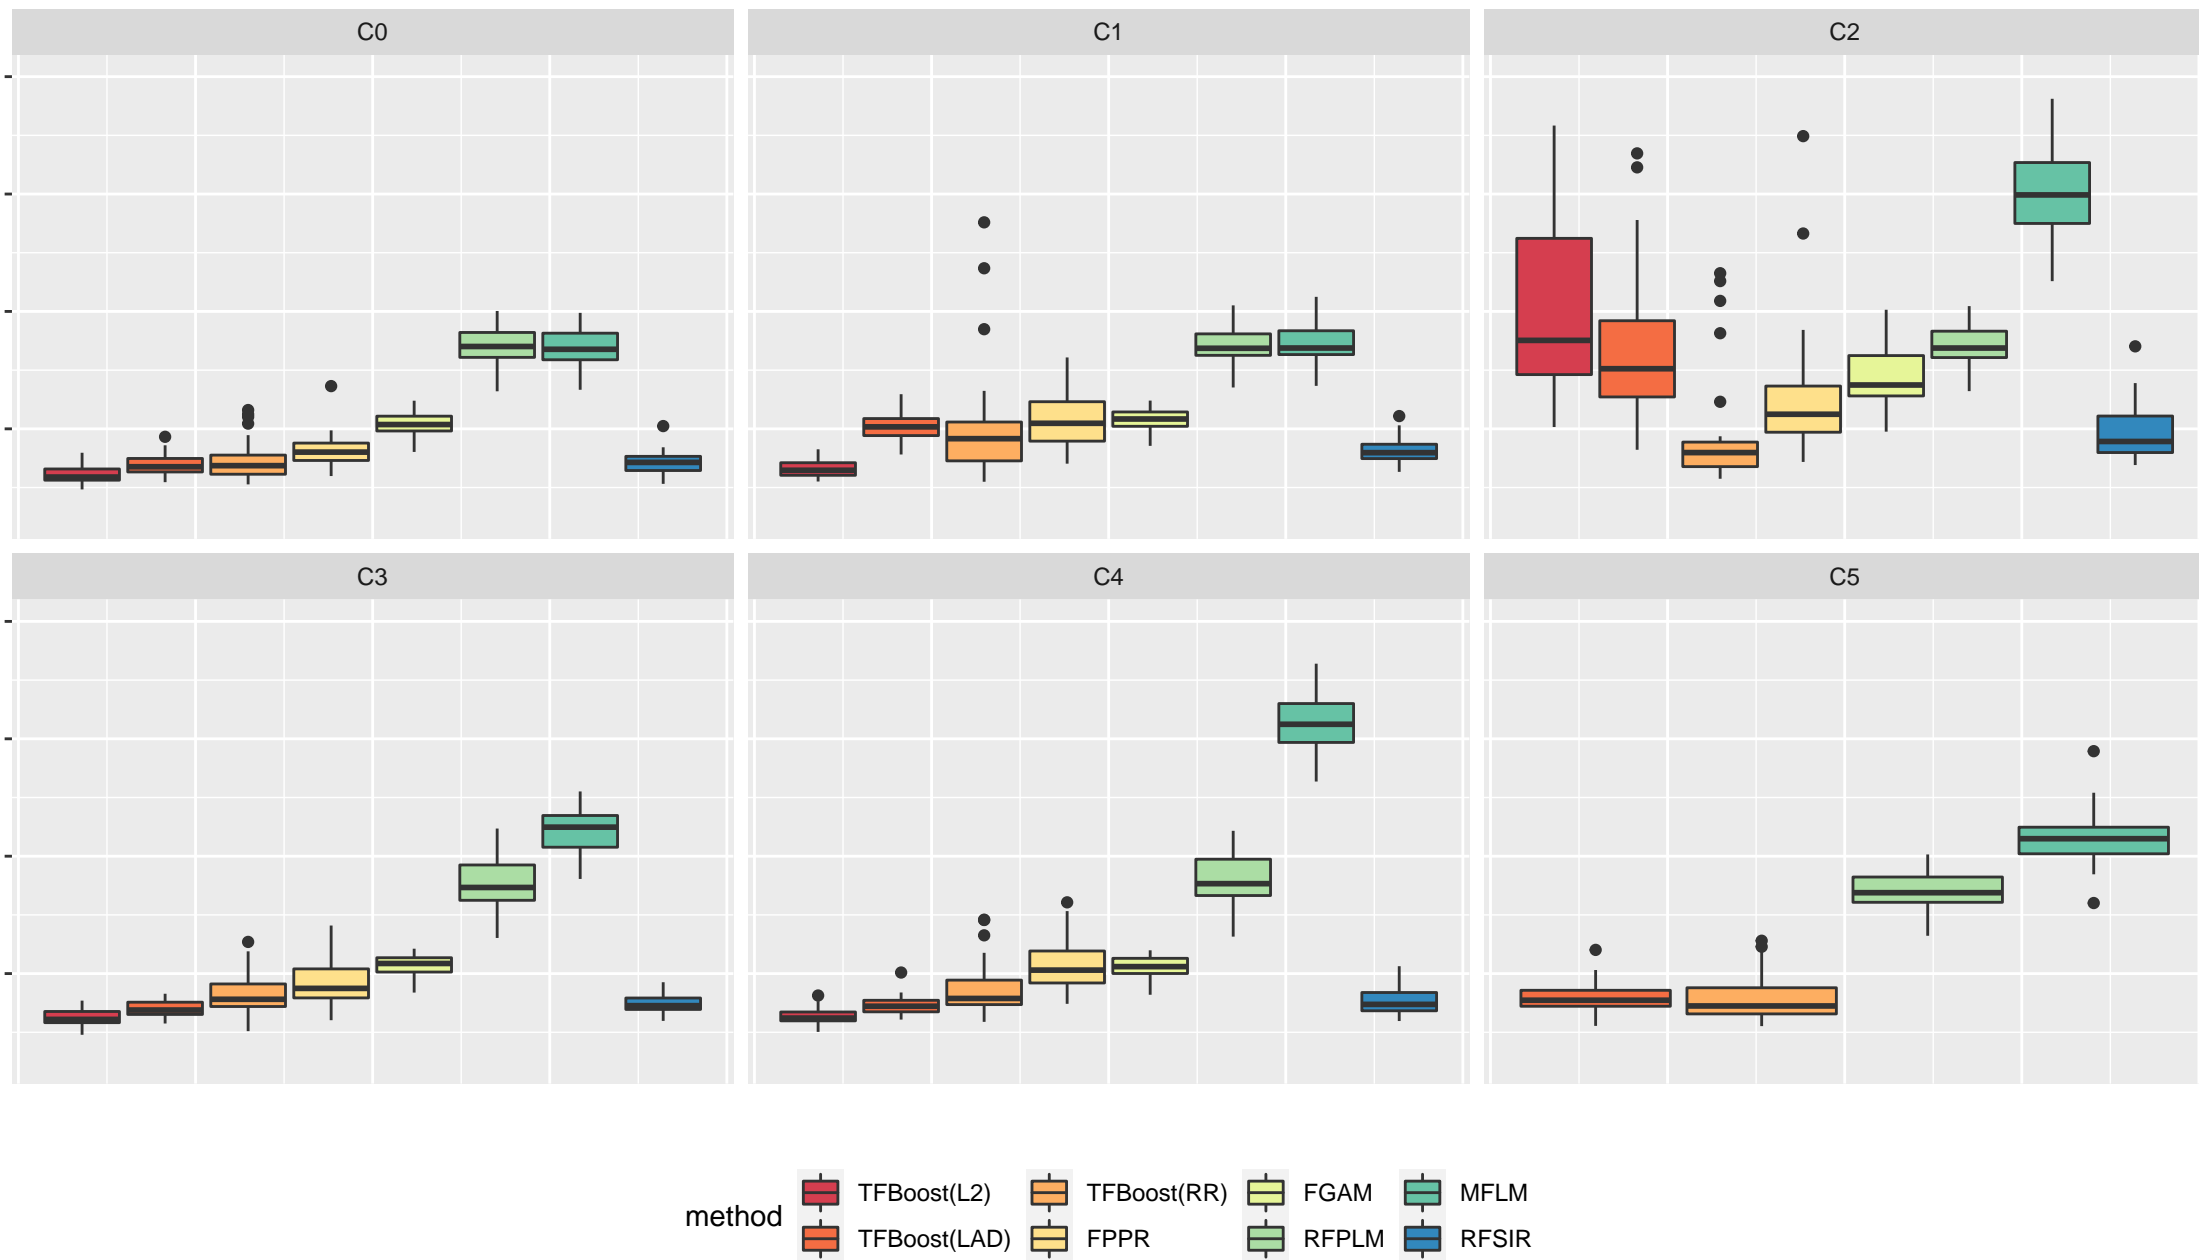 C0 C1 C2
C3 C4 C5
method
TFBoost(L2) TFBoost(RR) FGAM MFLM
TFBoost(LAD) FPPR RFPLM RFSIR